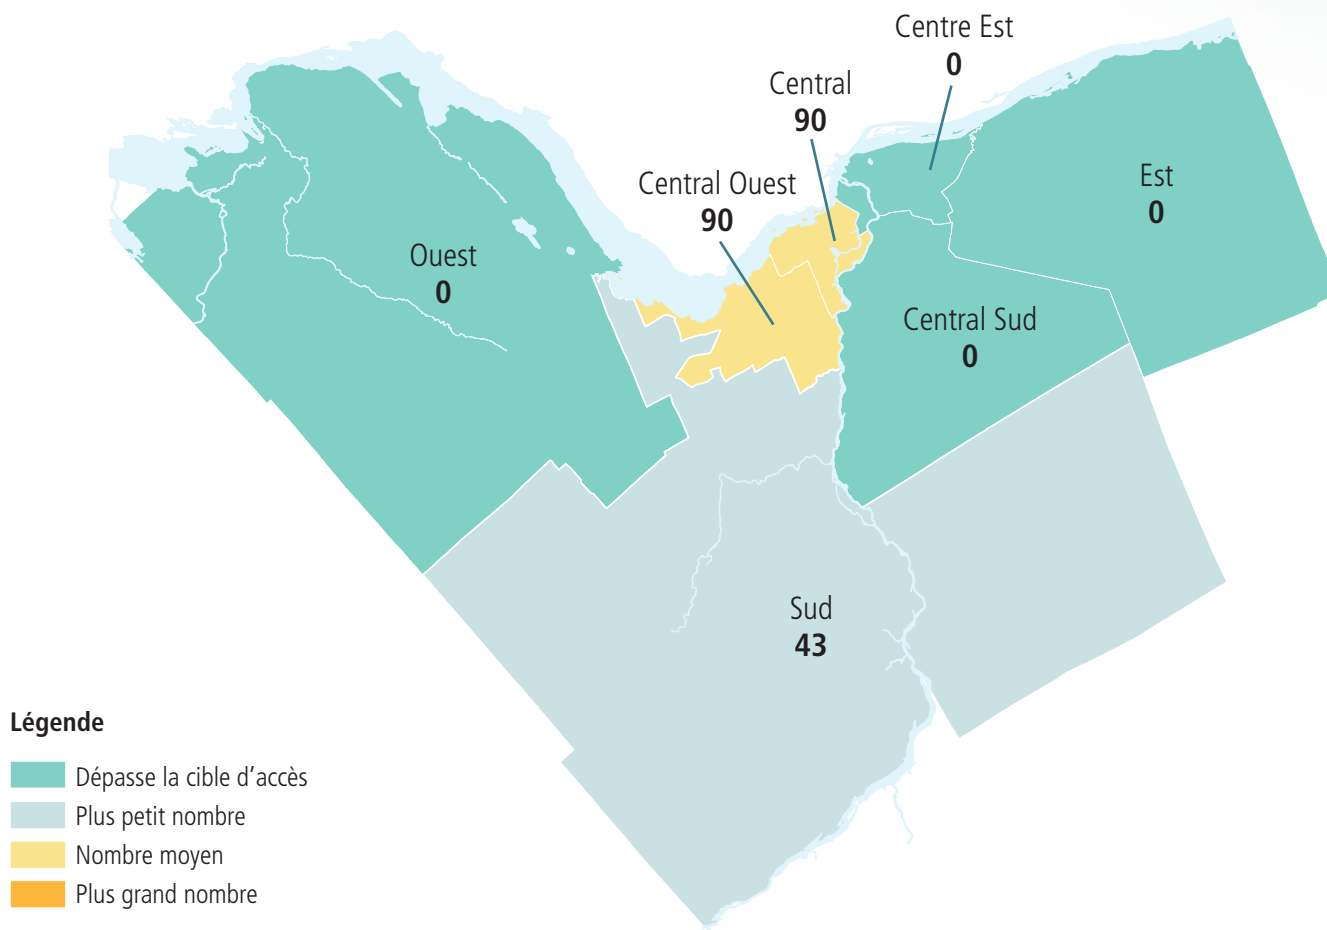 Centre Est
0
Central
90
Central Ouest
90
Est
0
Ouest
0
Central Sud
0
Sud
43
Légende
Dépasse la cible d’accès
Plus petit nombre
Nombre moyen
Plus grand nombre